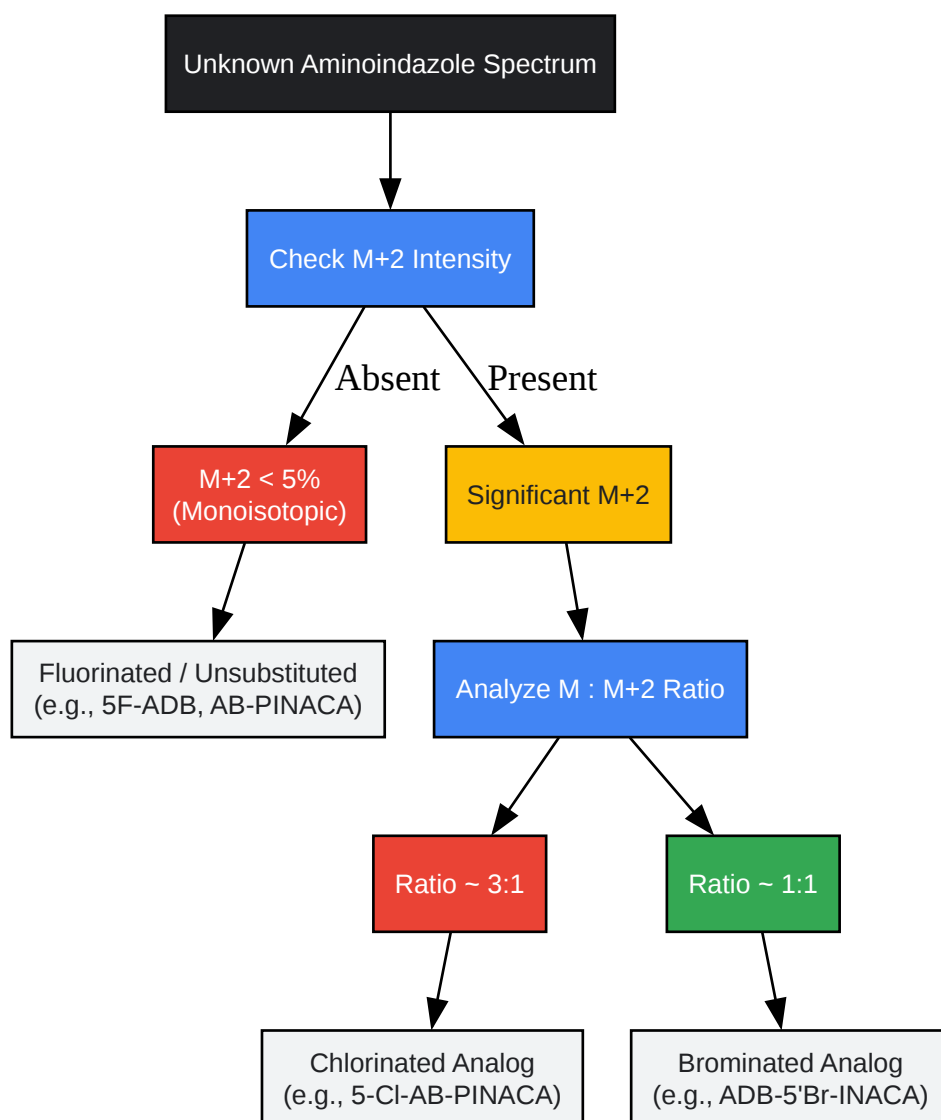 Unknown Aminoindazole Spectrum
Check M+2 Intensity
Absent
Present
M+2 < 5%
(Monoisotopic)
Significant M+2
Fluorinated / Unsubstituted
(e.g., 5F-ADB, AB-PINACA)
Analyze M : M+2 Ratio
Ratio ~ 3:1
Ratio ~ 1:1
Chlorinated Analog
(e.g., 5-Cl-AB-PINACA)
Brominated Analog
(e.g., ADB-5'Br-INACA)